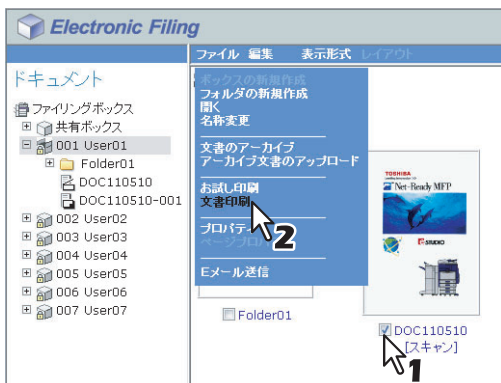 Electronic Filing
ファイル 編集 表示形式 レイアウト
ドキュメント
ファイリングボックス
共有ボックス
001 User01
Folder01
DOC110510
DOC110510-001
002 User02
003 User03
004 User04
005 User05
006 User06
007 User07
ボックスの新規作成
フォルダの新規作成
開く
名称変更
文書のアーカイブ
アーカイブ文書のアップロード
お試し印刷
文書印刷
プロパティ
ページプロパ
Eメール送信
2
Folder01
TOSHIBA
Net-Ready MFP
STUDIO
DOC110510
[スキャン]
1